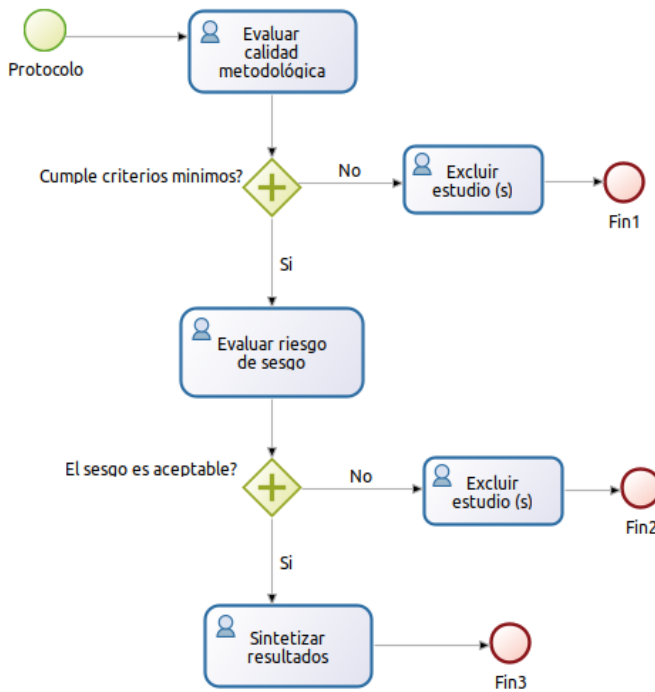 Evaluar
calidad
metodológica
Protocolo
Cumple criterios minimos?
No
Excluir
estudio (s)
Fin1
Si
Evaluar riesgo
de sesgo
El sesgo es aceptable?
No
Excluir
estudio (s)
Fin2
Si
Sintetizar
resultados
Fin3